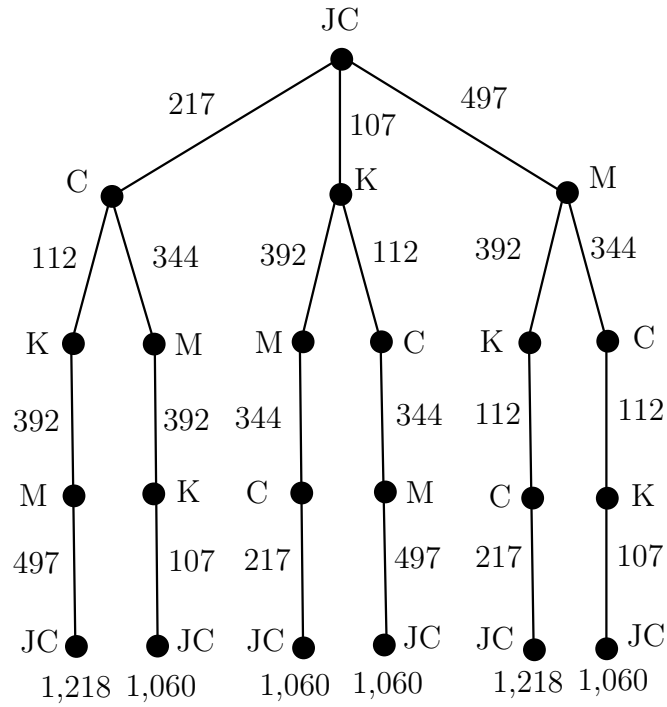 JC
217 107 497
C K M
112 344 392 112 392 344
K M M C K C
392 392 344 344 112 112
M K C M C K
497 107 217 497 217 107
JC JC JC JC JC JC
1,218 1,060 1,060 1,060 1,218 1,060